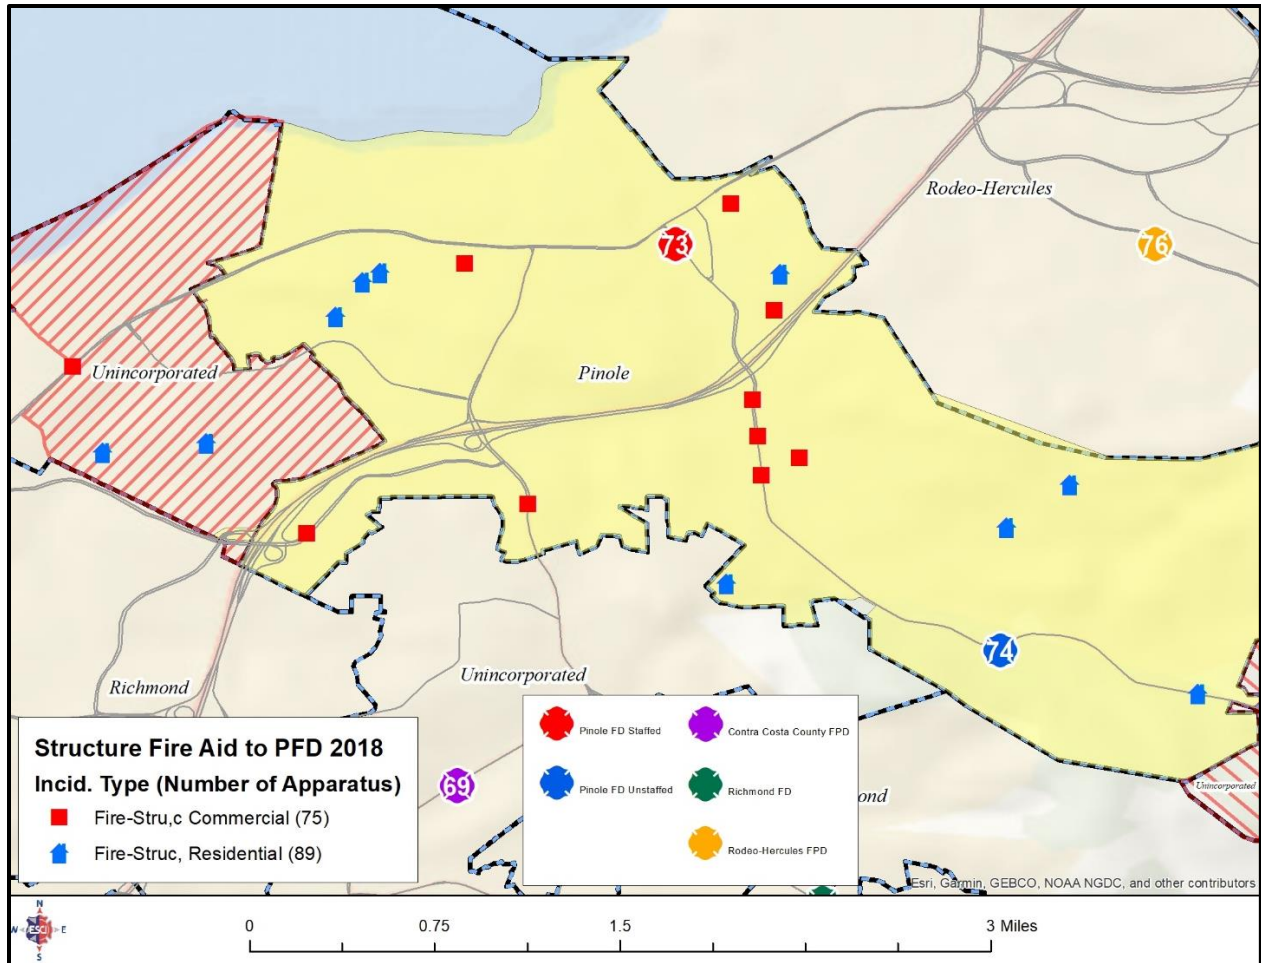 Rodeo-Hercules
73
76
Unincorporated
Pinole
74
Unincorporated
Richmond
Unincorporated
69
ond
Pinole FD Staffed
Contra Costa County FPD
Pinole FD Unstaffed
Richmond FD
Rodeo-Hercules FPD
Structure Fire Aid to PFD 2018
Incid. Type (Number of Apparatus)
Fire-Stru,c Commercial (75)
Fire-Struc, Residential (89)
Esri, Garmin, GEBCO, NOAA NGDC, and other contributors
N
W ESCI E
S
0 0.75 1.5 3 Miles